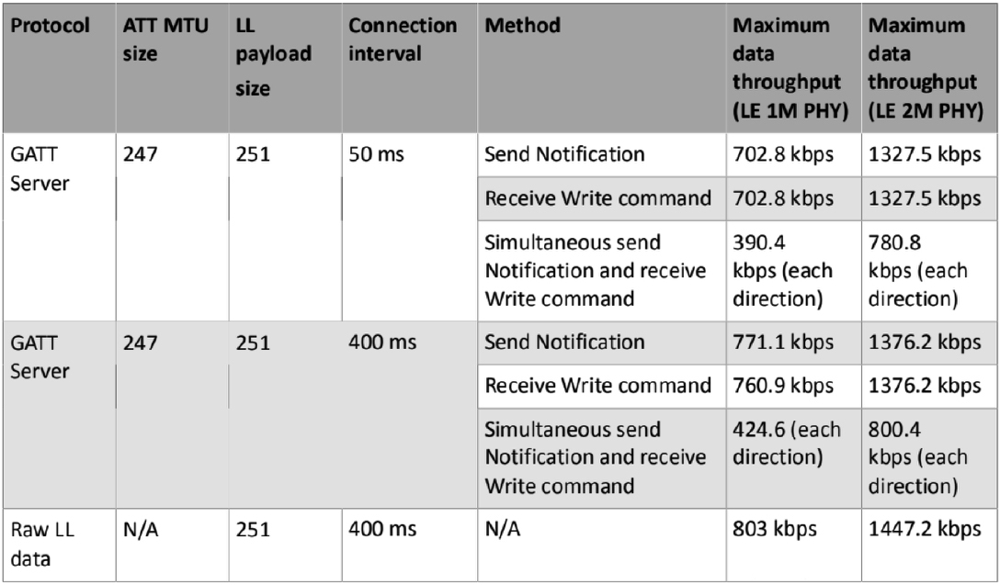 Protocol
ATT MTU
size
LL
payload
size
Connection
interval
Method
Maximum
data
throughput
(LE 1M PHY)
Maximum
data
throughput
(LE 2M PHY)
GATT
Server
247
251
50 ms
Send Notification
702.8 kbps
1327.5 kbps
Receive Write command
702.8 kbps
1327.5 kbps
Simultaneous send
Notification and receive
Write command
390.4
kbps (each
direction)
780.8
kbps (each
direction)
GATT
Server
247
251
400 ms
Send Notification
771.1 kbps
1376.2 kbps
Receive Write command
760.9 kbps
1376.2 kbps
Simultaneous send
Notification and receive
Write command
424.6 (each
direction)
800.4
kbps (each
direction)
Raw LL
data
N/A
251
400 ms
N/A
803 kbps
1447.2 kbps